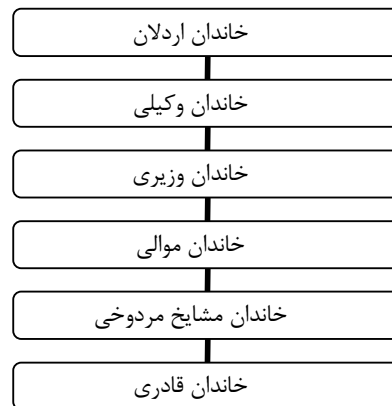 خاندان اردلان
خاندان وکیلی
خاندان وزیری
خاندان موالی
خاندان مشایخ مردوخی
خاندان قادری